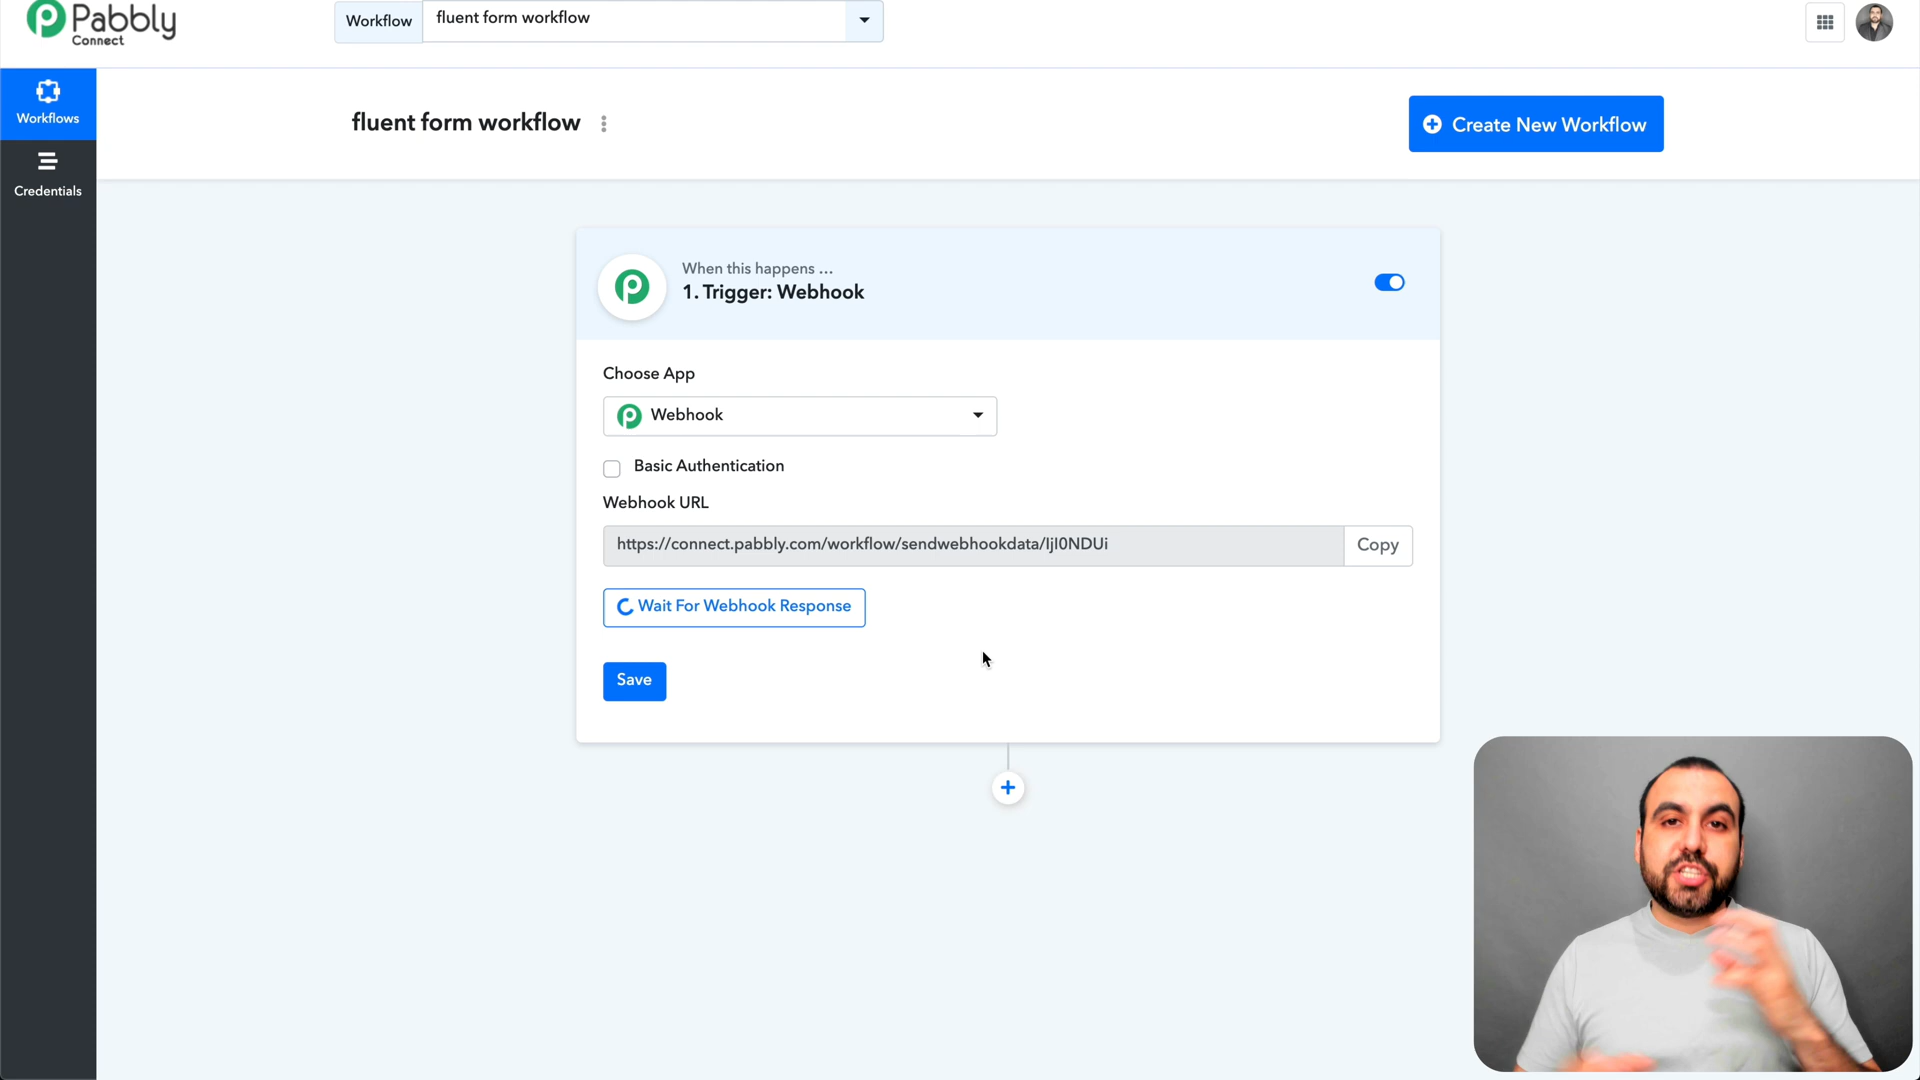 Pabbly
Connect
Workflow
fluent form workflow
Workflows
Credentials
fluent form workflow
Create New Workflow
When this happens ...
1. Trigger: Webhook
Choose App
Webhook
Basic Authentication
Webhook URL
https://connect.pabbly.com/workflow/sendwebhookdata/IjI0NDUi
Copy
Wait For Webhook Response
Save